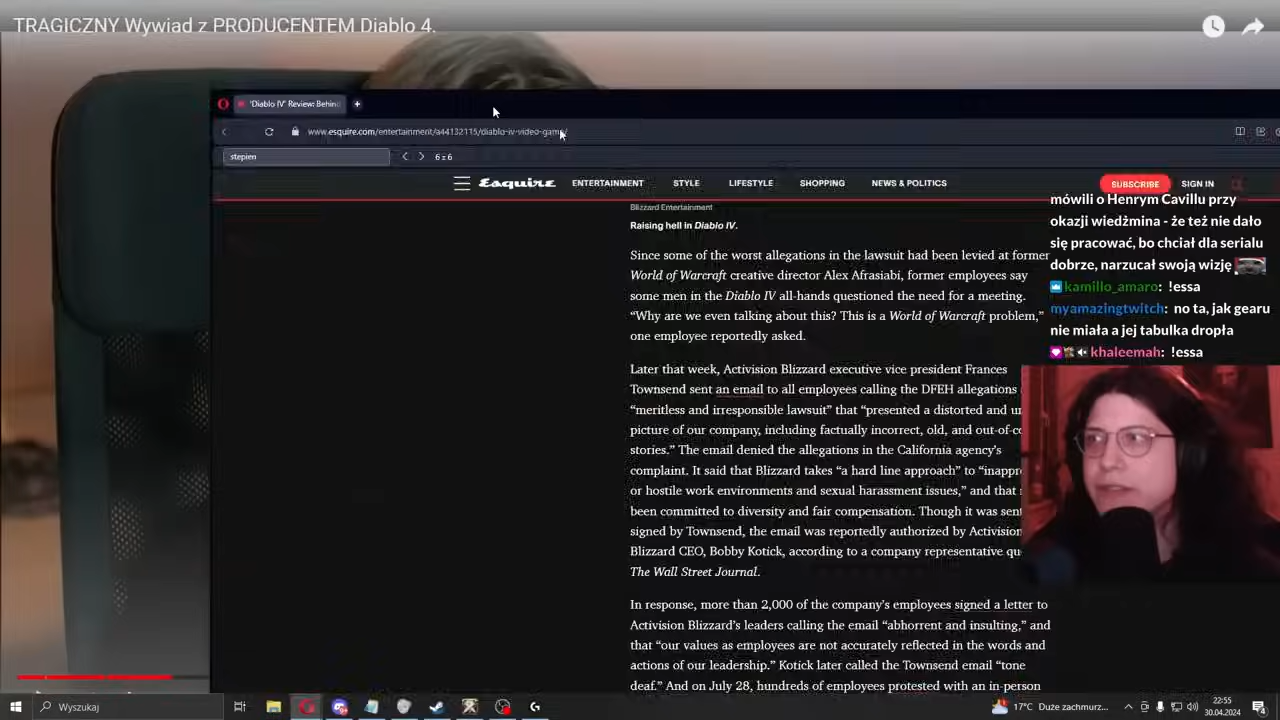 TRAGICZNY Wywiad z PRODUCENTEM Diablo 4.
'Diablo IV' Review: Behind
www.esquire.com/entertainment/a44132115/diablo-iv-video-game/
stepien
6 z 6
Esquire
ENTERTAINMENT
STYLE
LIFESTYLE
SHOPPING
NEWS & POLITICS
SUBSCRIBE
SIGN IN
Blizzard Entertainment
Raising hell in Diablo IV.
Since some of the worst allegations in the lawsuit had been levied at former
World of Warcraft creative director Alex Afrasiabi, former employees say
some men in the Diablo IV all-hands questioned the need for a meeting.
“Why are we even talking about this? This is a World of Warcraft problem,”
one employee reportedly asked.
Later that week, Activision Blizzard executive vice president Frances
Townsend sent an email to all employees calling the DFEH allegations
“meritless and irresponsible lawsuit” that “presented a distorted and un
picture of our company, including factually incorrect, old, and out-of-co
stories.” The email denied the allegations in the California agency’s
complaint. It said that Blizzard takes “a hard line approach” to “inappr
or hostile work environments and sexual harassment issues,” and that
been committed to diversity and fair compensation. Though it was sent
signed by Townsend, the email was reportedly authorized by Activision
Blizzard CEO, Bobby Kotick, according to a company representative qu
The Wall Street Journal.
In response, more than 2,000 of the company’s employees signed a letter to
Activision Blizzard’s leaders calling the email “abhorrent and insulting,” and
that “our values as employees are not accurately reflected in the words and
actions of our leadership.” Kotick later called the Townsend email “tone
deaf.” And on July 28, hundreds of employees protested with an in-person
mówili o Henrym Cavillu przy
okazji wiedźmina - że też nie dało
się pracować, bo chciał dla serialu
dobrze, narzucał swoją wizję
kamillo_amaro: !essa
myamazingtwitch: no ta, jak gearu
nie miała a jej tabulka dropła
khaleemah: !essa
Wyszukaj
17°C Duże zachmurz...
22:55
30.04.2024